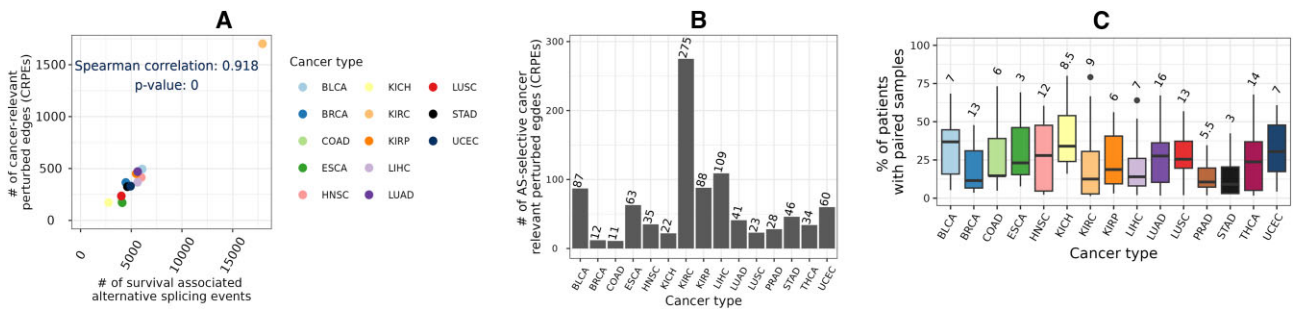 A
# of cancer-relevant
perturbed edges (CRPEs)
1500
1000
500
0
Spearman correlation: 0.918
p-value: 0
0
5000
10000
15000
# of survival associated
alternative splicing events
Cancer type
BLCA
BRCA
COAD
ESCA
HNSC
KICH
KIRC
KIRP
LIHC
LUAD
LUSC
STAD
UCEC
B
# of AS-selective cancer
relevant perturbed egdes (CRPEs)
300
200
100
0
87
12
11
63
35
22
275
88
109
41
23
28
46
34
60
BLCA
BRCA
COAD
ESCA
HNSC
KICH
KIRC
KIRP
LIHC
LUAD
LUSC
PRAD
STAD
THCA
UCEC
Cancer type
C
% of patients
with paired samples
100
75
50
25
0
7
13
6
3
12
8.5
9
6
7
16
13
5.5
3
14
7
BLCA
BRCA
COAD
ESCA
HNSC
KICH
KIRC
KIRP
LIHC
LUAD
LUSC
PRAD
STAD
THCA
UCEC
Cancer type